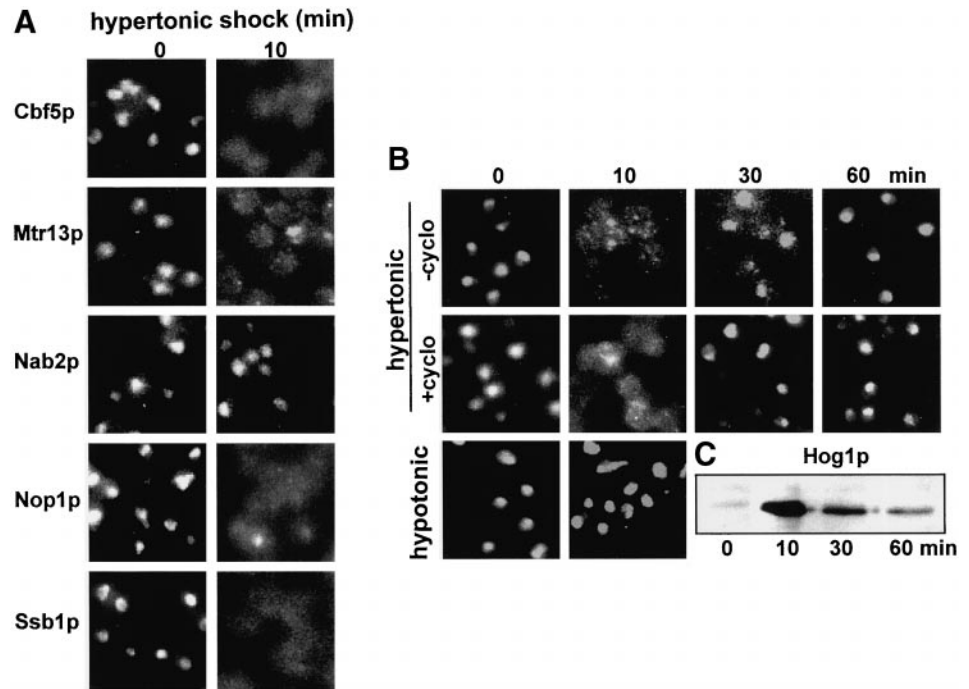 A
hypertonic shock (min)
0 10
Cbf5p
Mtr13p
Nab2p
Nop1p
Ssb1p
B
0 10 30 60 min
hypertonic
-cyclo
+cyclo
hypotonic
C
Hog1p
0 10 30 60 min